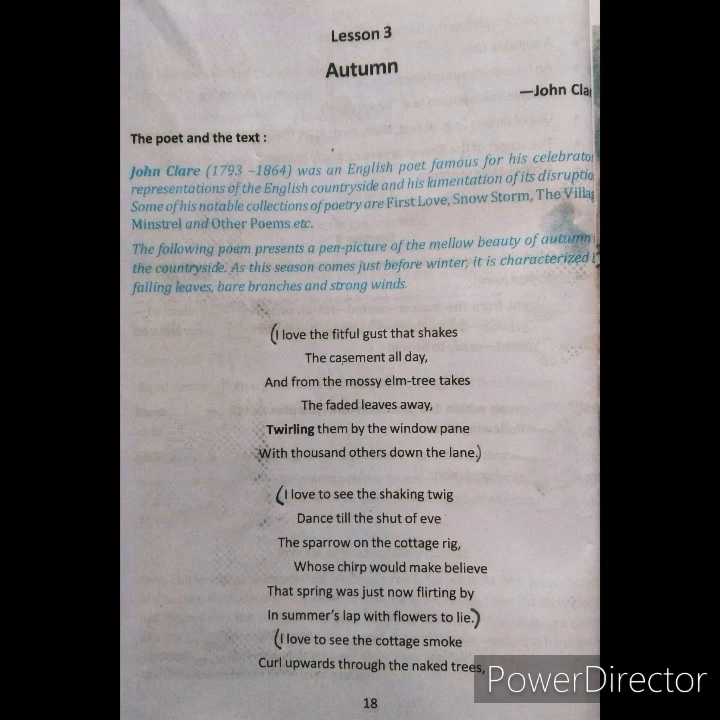 Lesson 3
Autumn
—John Cla
The poet and the text :
John Clare (1793 –1864) was an English poet famous for his celebrato
representations of the English countryside and his lamentation of its disruptio
Some of his notable collections of poetry are First Love, Snow Storm, The Villag
Minstrel and Other Poems etc.
The following poem presents a pen-picture of the mellow beauty of autumn
the countryside. As this season comes just before winter, it is characterized
falling leaves, bare branches and strong winds.
(I love the fitful gust that shakes
The casement all day,
And from the mossy elm-tree takes
The faded leaves away,
Twirling them by the window pane
With thousand others down the lane.)
(I love to see the shaking twig
Dance till the shut of eve
The sparrow on the cottage rig,
Whose chirp would make believe
That spring was just now flirting by
In summer's lap with flowers to lie.)
(I love to see the cottage smoke
Curl upwards through the naked trees,
18
PowerDirector